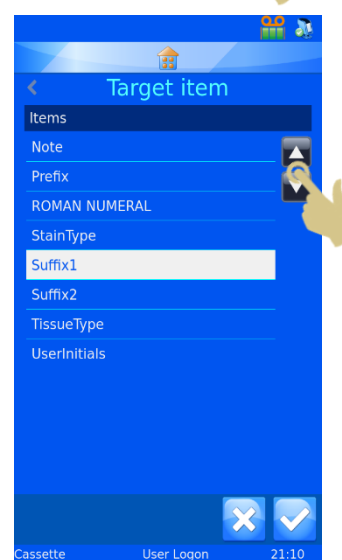 Target item
Items
Note
Prefix
ROMAN NUMERAL
StainType
Suffix1
Suffix2
TissueType
UserInitials
Cassette User Logon 21:10